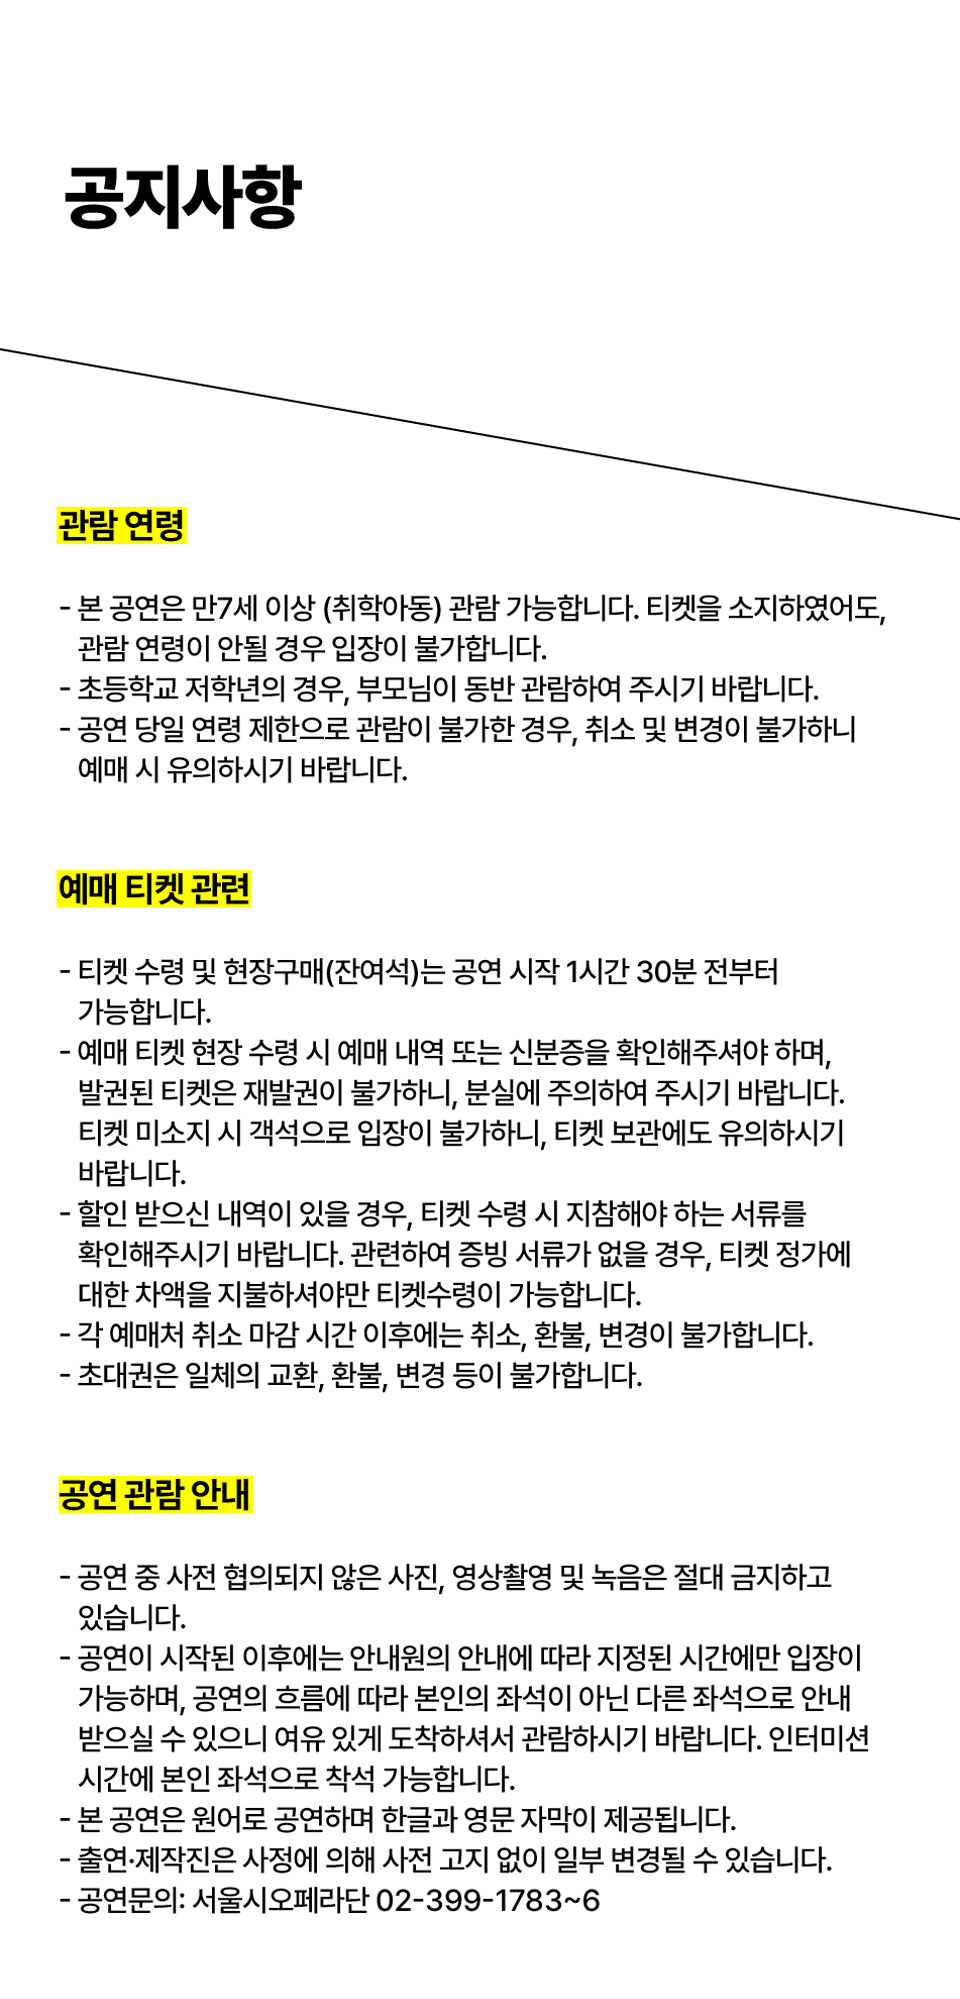 공지사항
관람 연령
- 본 공연은 만7세 이상 (취학아동) 관람 가능합니다. 티켓을 소지하였어도,
관람 연령이 안될 경우 입장이 불가합니다.
- 초등학교 저학년의 경우, 부모님이 동반 관람하여 주시기 바랍니다.
- 공연 당일 연령 제한으로 관람이 불가한 경우, 취소 및 변경이 불가하니
예매 시 유의하시기 바랍니다.
예매 티켓 관련
- 티켓 수령 및 현장구매(잔여석)는 공연 시작 1시간 30분 전부터
가능합니다.
- 예매 티켓 현장 수령 시 예매 내역 또는 신분증을 확인해주셔야 하며,
발권된 티켓은 재발권이 불가하니, 분실에 주의하여 주시기 바랍니다.
티켓 미소지 시 객석으로 입장이 불가하니, 티켓 보관에도 유의하시기
바랍니다.
- 할인 받으신 내역이 있을 경우, 티켓 수령 시 지참해야 하는 서류를
확인해주시기 바랍니다. 관련하여 증빙 서류가 없을 경우, 티켓 정가에
대한 차액을 지불하셔야만 티켓수령이 가능합니다.
- 각 예매처 취소 마감 시간 이후에는 취소, 환불, 변경이 불가합니다.
- 초대권은 일체의 교환, 환불, 변경 등이 불가합니다.
공연 관람 안내
- 공연 중 사전 협의되지 않은 사진, 영상촬영 및 녹음은 절대 금지하고
있습니다.
- 공연이 시작된 이후에는 안내원의 안내에 따라 지정된 시간에만 입장이
가능하며, 공연의 흐름에 따라 본인의 좌석이 아닌 다른 좌석으로 안내
받으실 수 있으니 여유 있게 도착하셔서 관람하시기 바랍니다. 인터미션
시간에 본인 좌석으로 착석 가능합니다.
- 본 공연은 원어로 공연하며 한글과 영문 자막이 제공됩니다.
- 출연·제작진은 사정에 의해 사전 고지 없이 일부 변경될 수 있습니다.
- 공연문의: 서울시오페라단 02-399-1783~6